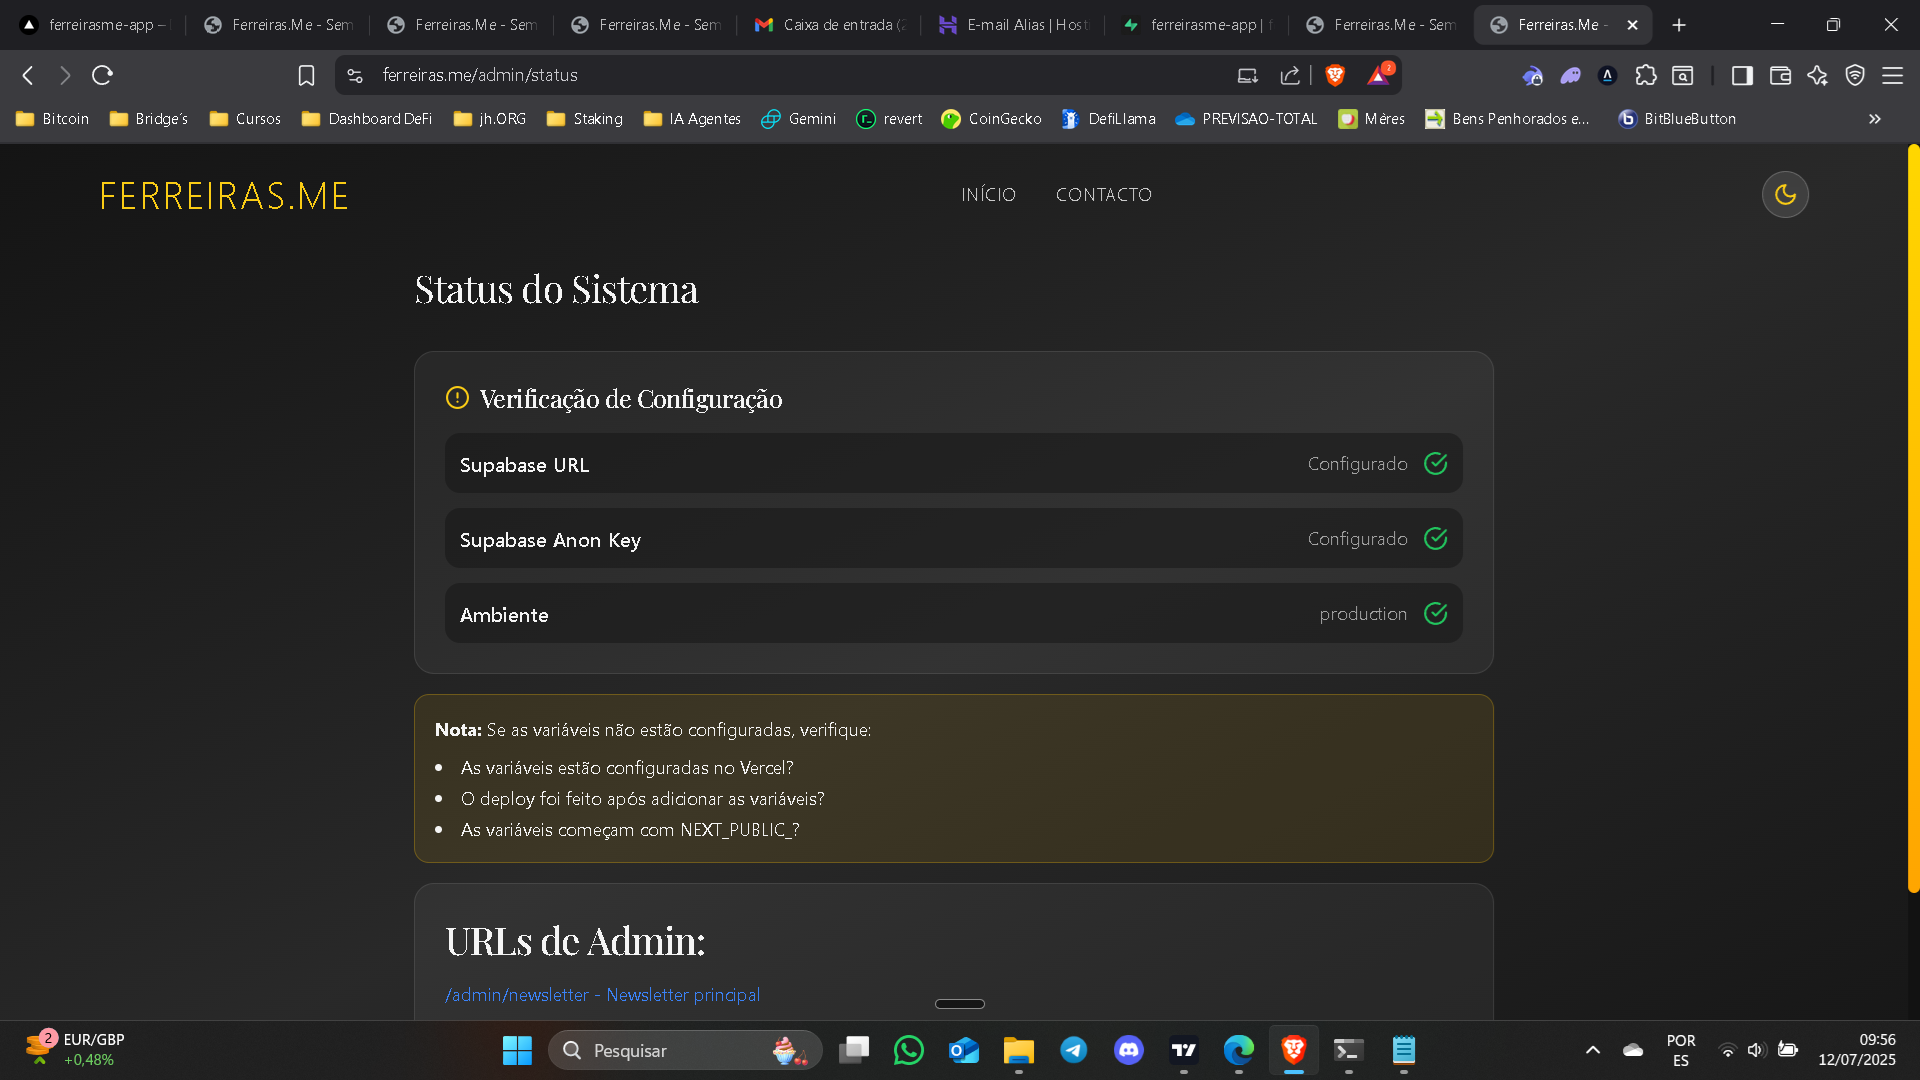 ferreirasme-app –
Ferreiras.Me - Sem
Ferreiras.Me - Sem
Ferreiras.Me - Sem
Caixa de entrada (2
E-mail Alias | Host
ferreirasme-app | f
Ferreiras.Me - Sem
Ferreiras.Me -
ferreiras.me/admin/status
2
Bitcoin
Bridge's
Cursos
Dashboard DeFi
jh.ORG
Staking
IA Agentes
Gemini
revert
CoinGecko
DefiLlama
PREVISAO-TOTAL
Mères
Bens Penhorados e...
BitBlueButton
FERREIRAS.ME
INÍCIO
CONTACTO
Status do Sistema
Verificação de Configuração
Supabase URL
Configurado
Supabase Anon Key
Configurado
Ambiente
production
Nota: Se as variáveis não estão configuradas, verifique:
As variáveis estão configuradas no Vercel?
O deploy foi feito após adicionar as variáveis?
As variáveis começam com NEXT_PUBLIC_?
URLs de Admin:
/admin/newsletter - Newsletter principal
2
EUR/GBP
+0,48%
Pesquisar
POR
ES
09:56
12/07/2025